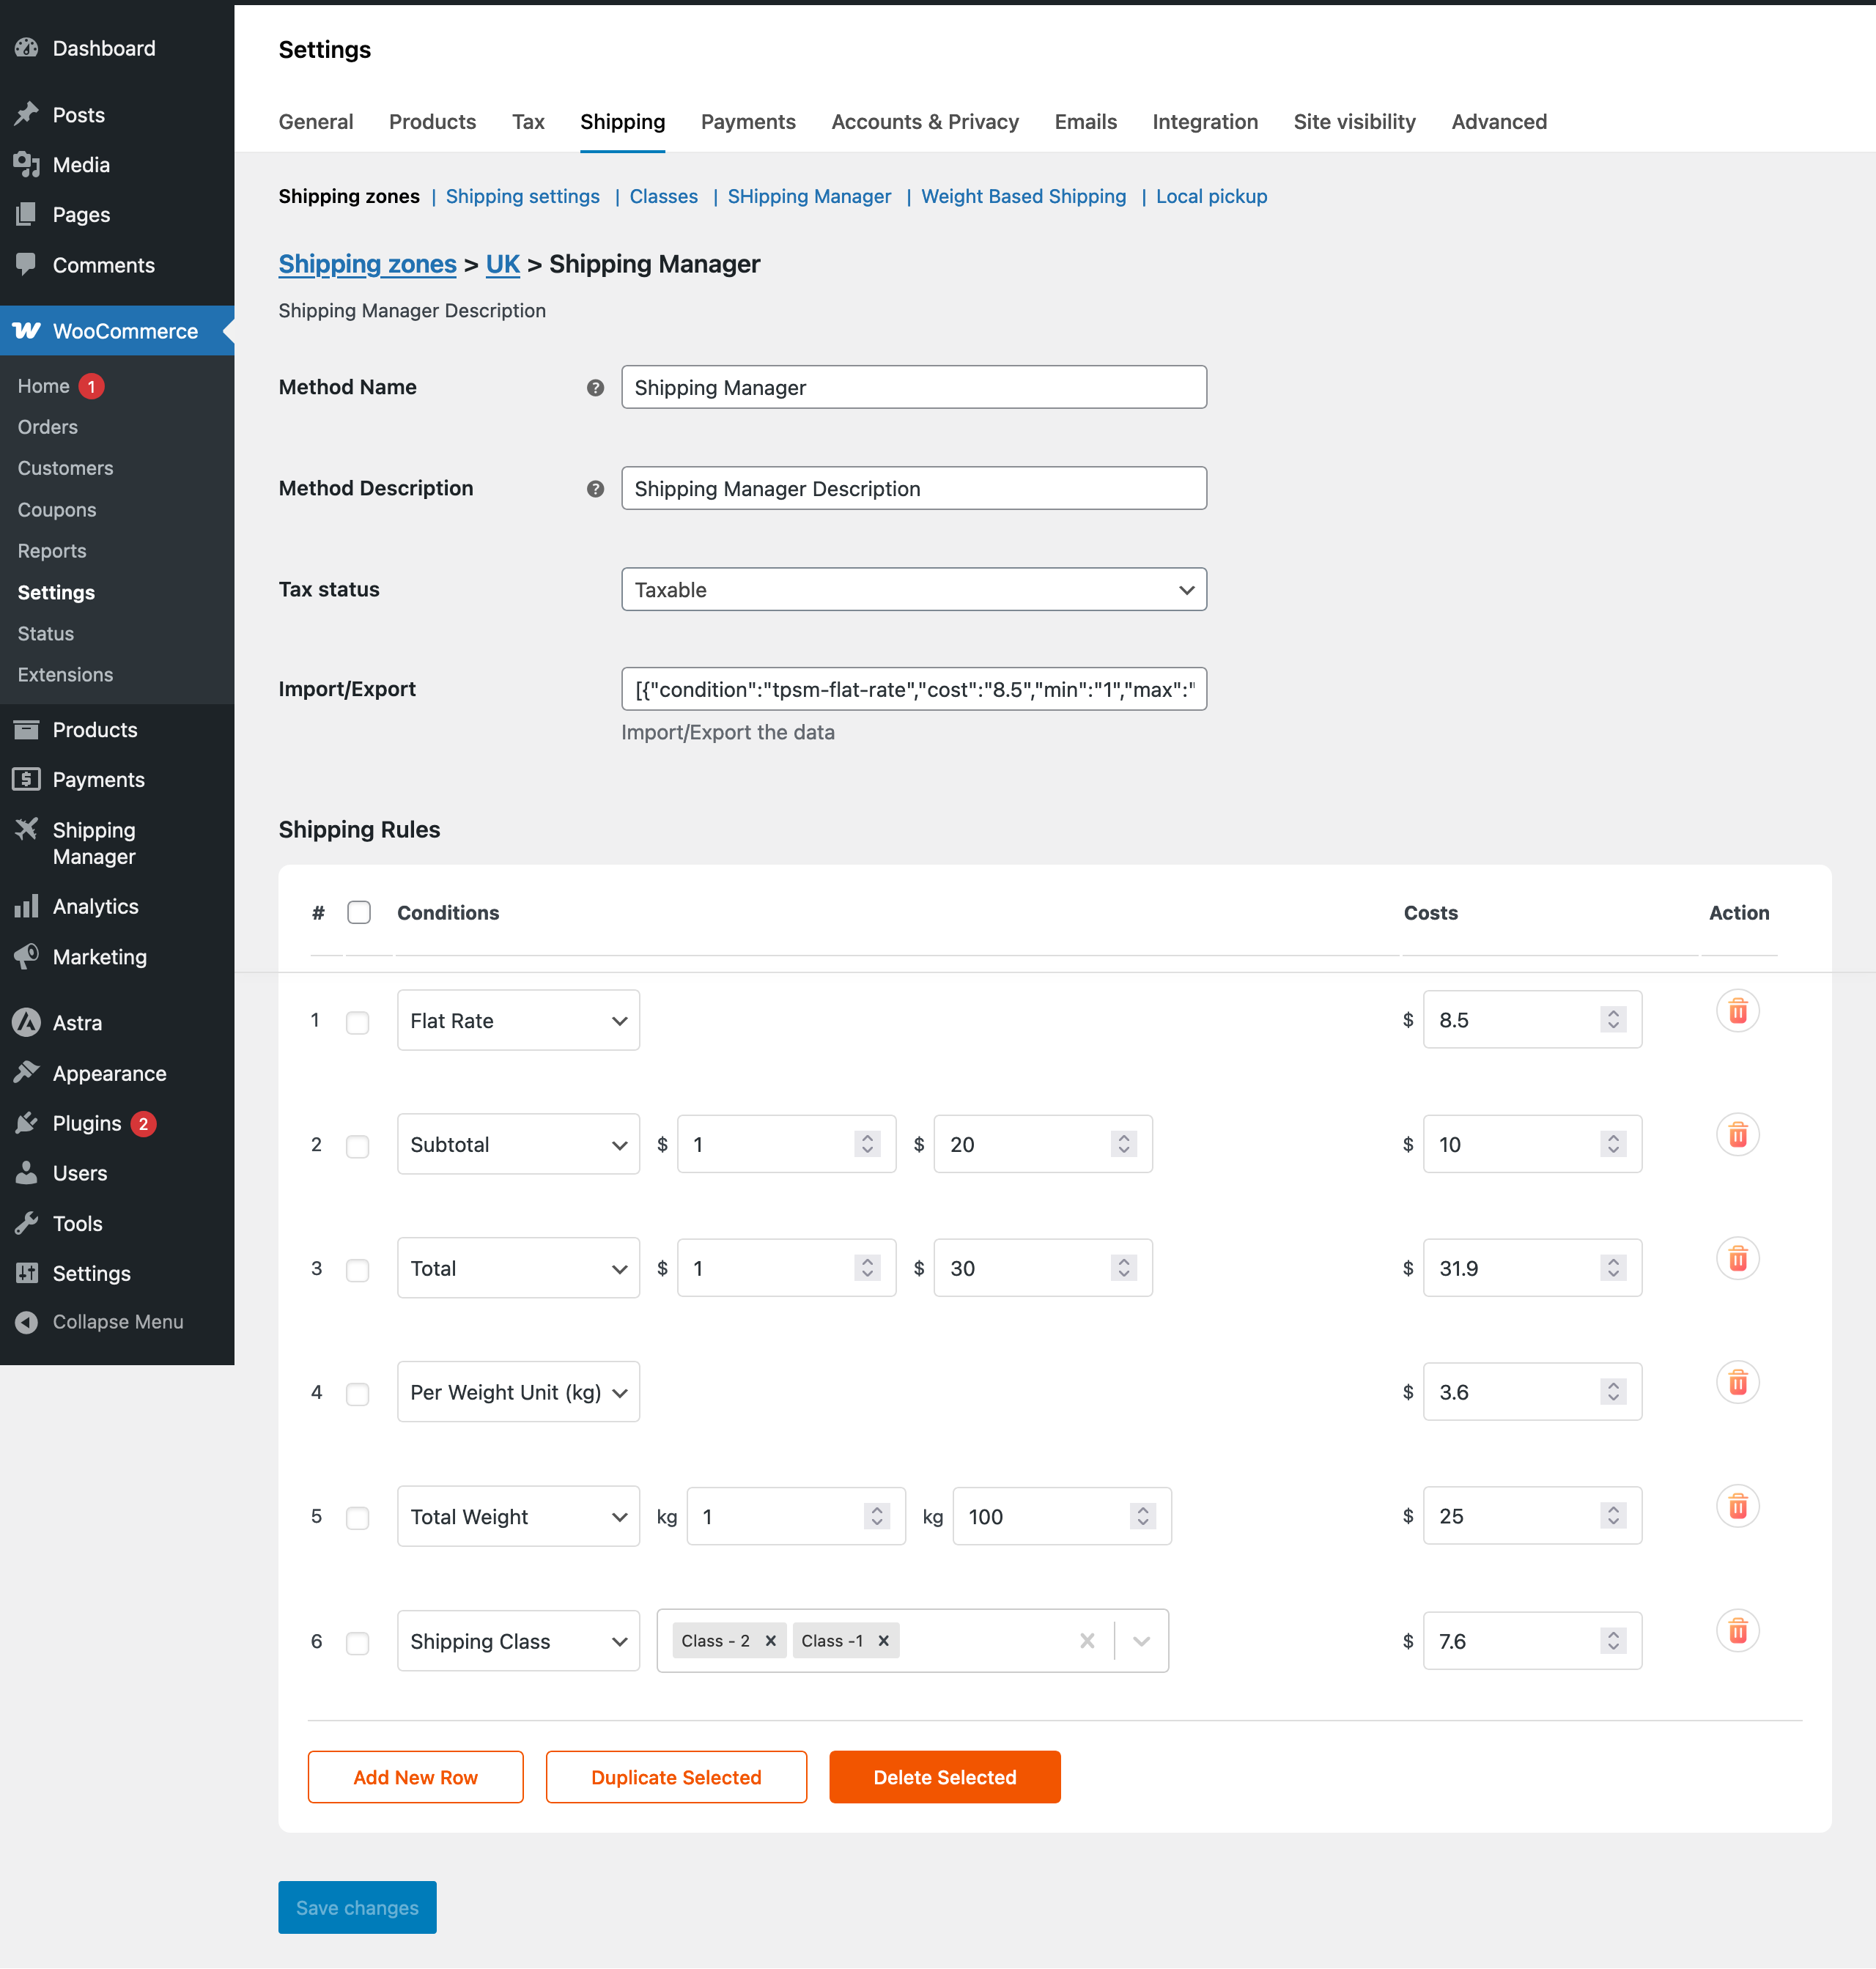 Dashboard
Posts
Media
Pages
Comments
WooCommerce
Home 1
Orders
Customers
Coupons
Reports
Settings
Status
Extensions
Products
Payments
Shipping
Manager
Analytics
Marketing
Astra
Appearance
Plugins 2
Users
Tools
Settings
Collapse Menu
Settings
General Products Tax Shipping Payments Accounts & Privacy Emails Integration Site visibility Advanced
Shipping zones | Shipping settings | Classes | SHipping Manager | Weight Based Shipping | Local pickup
Shipping zones > UK > Shipping Manager
Shipping Manager Description
Method Name ? Shipping Manager
Method Description ? Shipping Manager Description
Tax status Taxable
Import/Export [{"condition":"tpsm-flat-rate","cost":"8.5","min":"1","max":"
Import/Export the data
Shipping Rules
# Conditions Costs Action
1 Flat Rate $ 8.5
2 Subtotal $ 1 $ 20 $ 10
3 Total $ 1 $ 30 $ 31.9
4 Per Weight Unit (kg) $ 3.6
5 Total Weight kg 1 kg 100 $ 25
6 Shipping Class Class - 2 Class -1 $ 7.6
Add New Row Duplicate Selected Delete Selected
Save changes